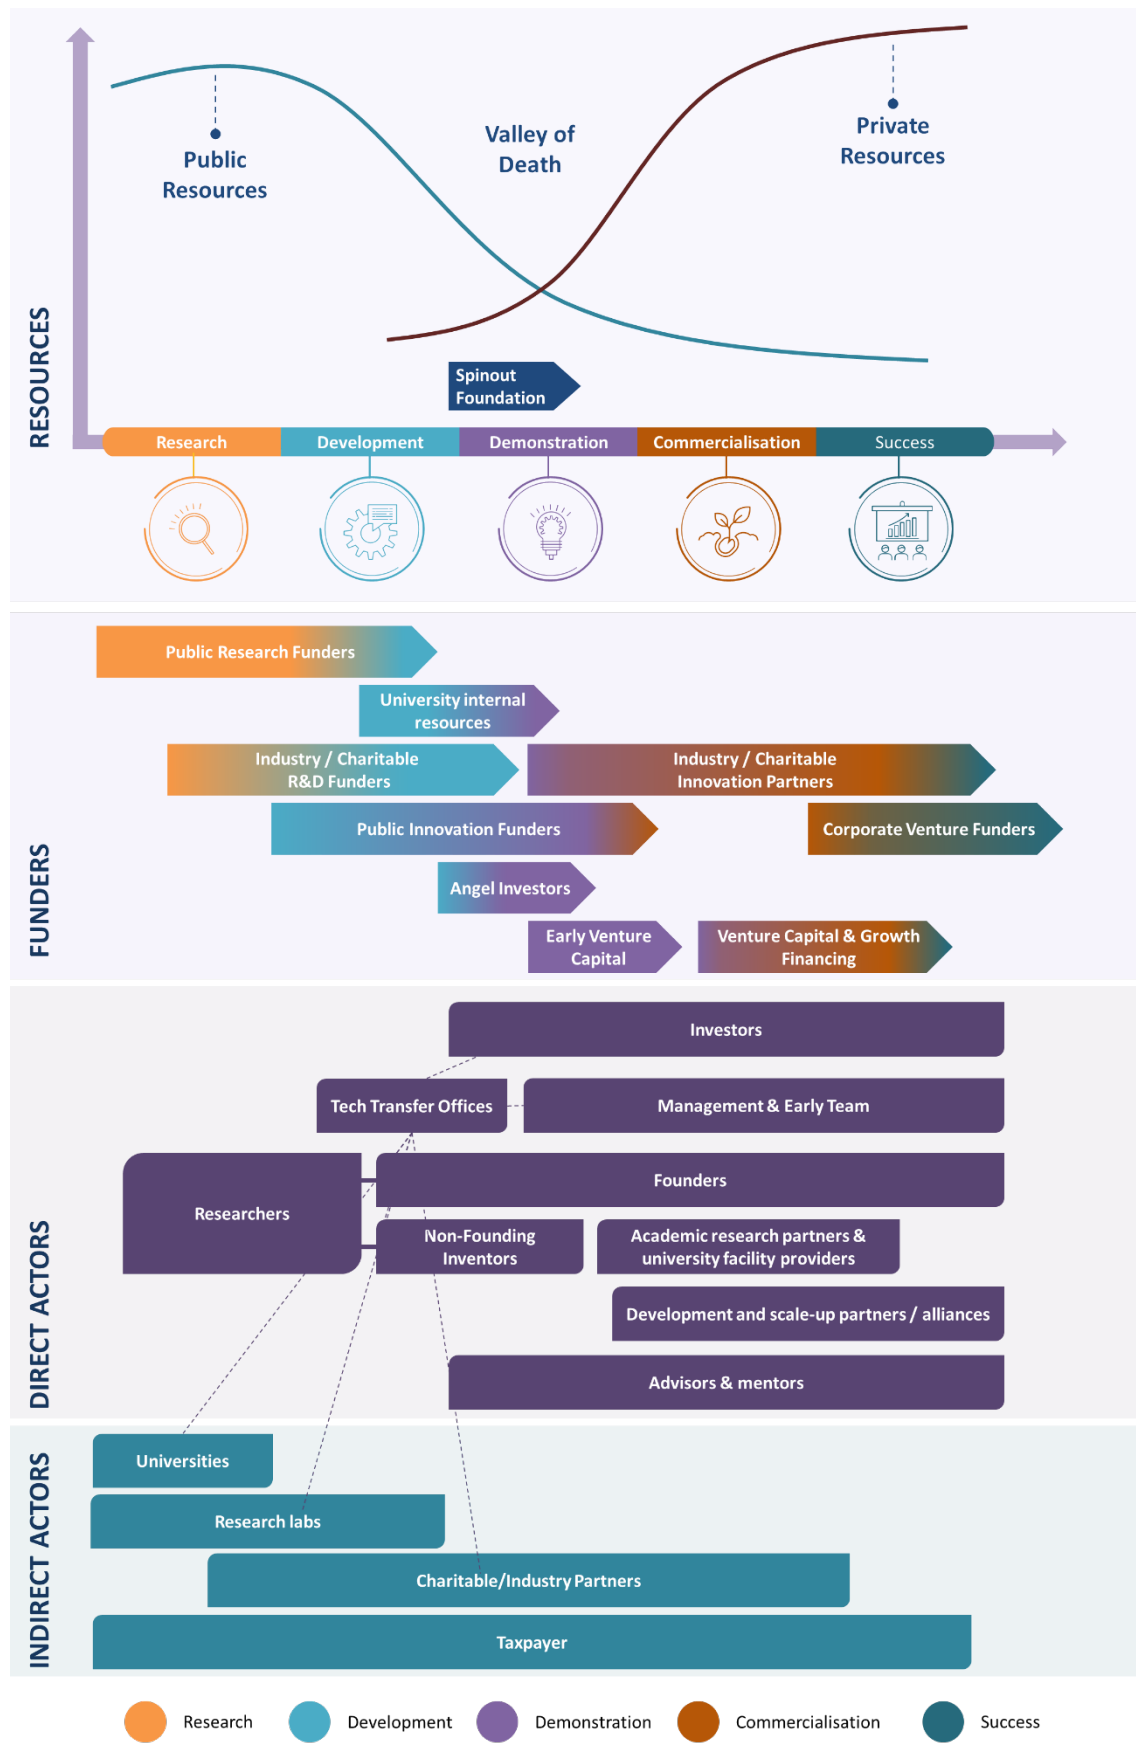 Valley of
Death
Public
Resources
Private
Resources
RESOURCES
Spinout
Foundation
Research
Development
Demonstration
Commercialisation
Success
FUNDERS
Public Research Funders
University internal
resources
Industry / Charitable
R&D Funders
Industry / Charitable
Innovation Partners
Public Innovation Funders
Corporate Venture Funders
Angel Investors
Early Venture
Capital
Venture Capital & Growth
Financing
DIRECT ACTORS
Investors
Tech Transfer Offices
Management & Early Team
Researchers
Founders
Non-Founding
Inventors
Academic research partners &
university facility providers
Development and scale-up partners / alliances
Advisors & mentors
INDIRECT ACTORS
Universities
Research labs
Charitable/Industry Partners
Taxpayer
Research
Development
Demonstration
Commercialisation
Success